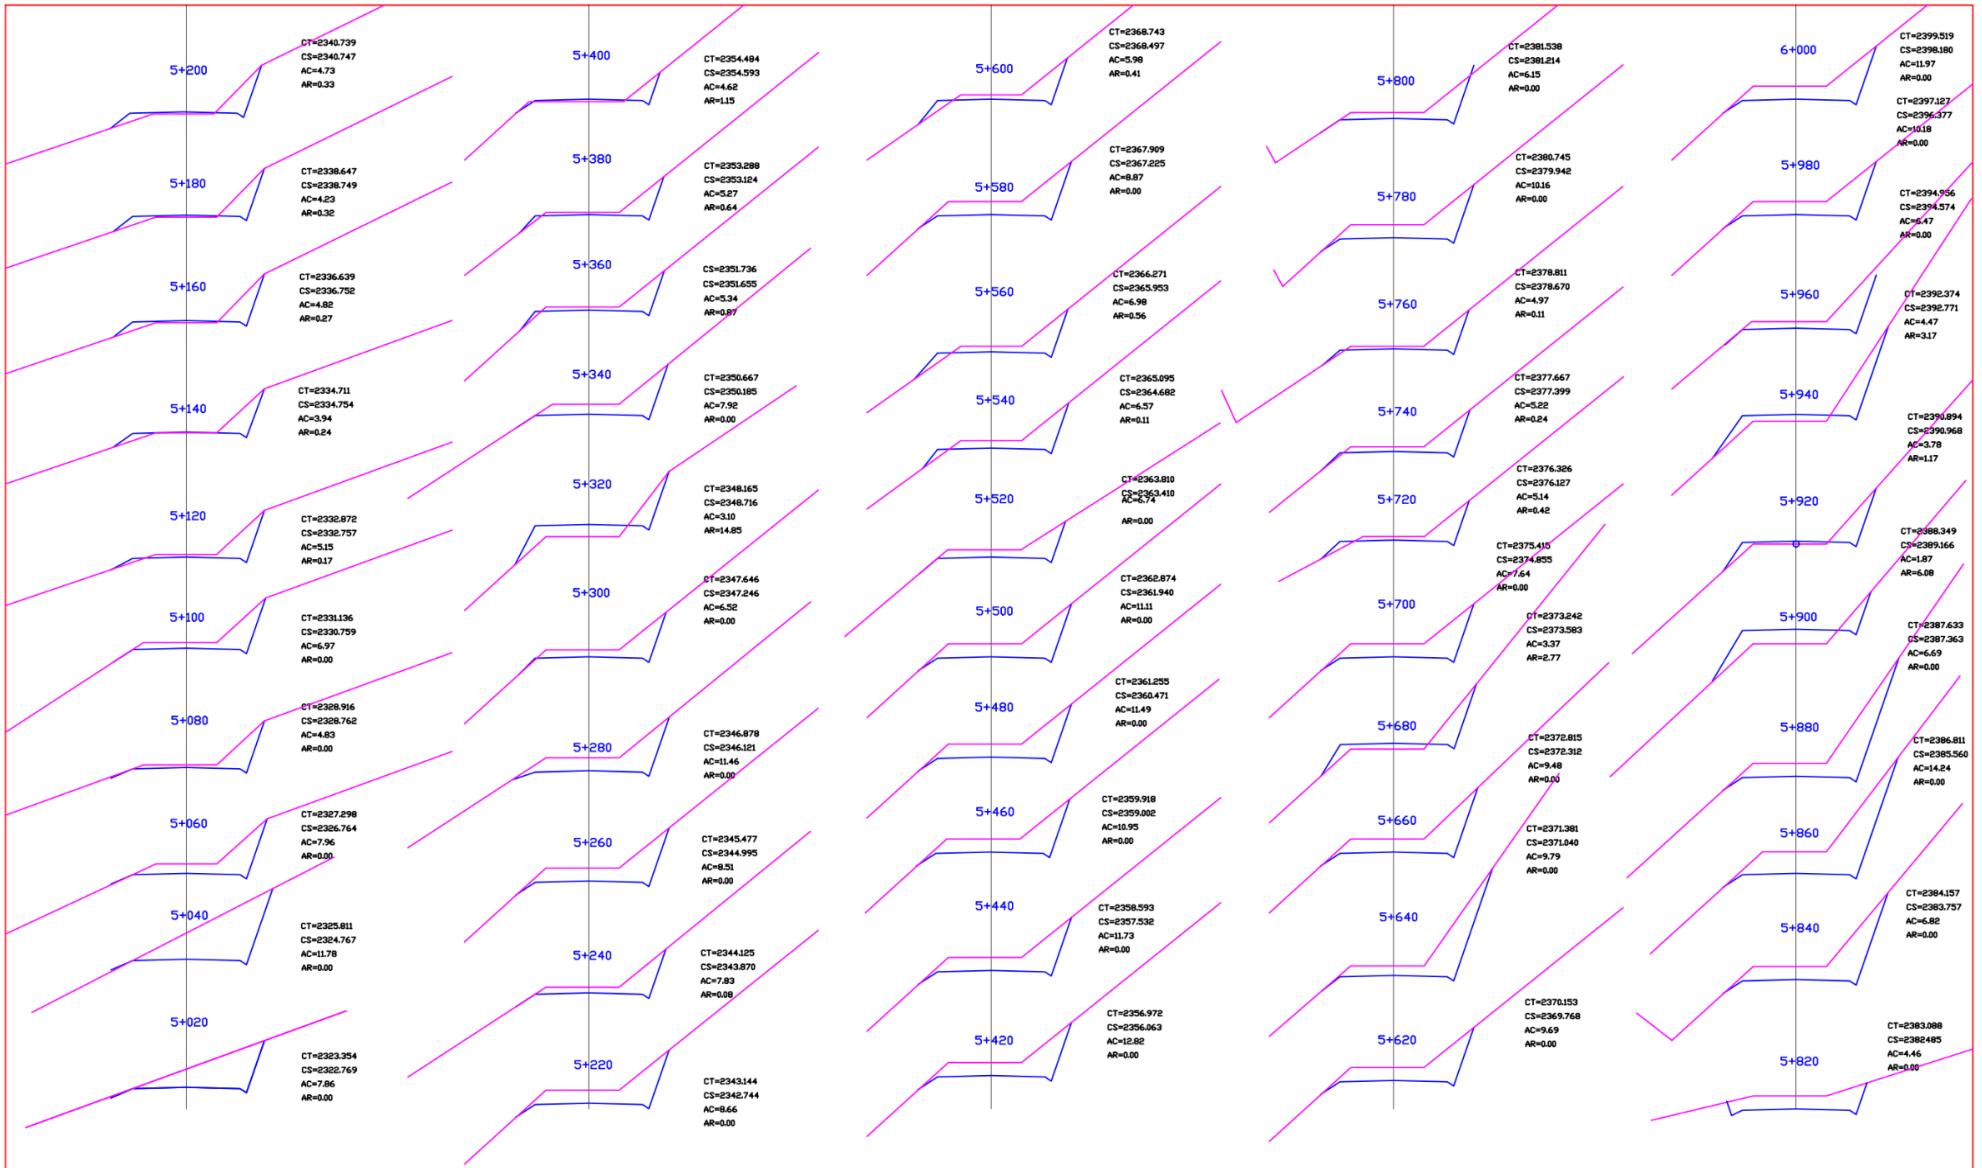 5+200
CT=2340.739
CS=2340.747
AC=4.73
AR=0.33
5+180
CT=2338.647
CS=2338.749
AC=4.23
AR=0.32
5+160
CT=2336.639
CS=2336.752
AC=4.82
AR=0.27
5+140
CT=2334.711
CS=2334.754
AC=3.94
AR=0.24
5+120
CT=2332.872
CS=2332.757
AC=5.15
AR=0.17
5+100
CT=2331.136
CS=2330.759
AC=6.97
AR=0.00
5+080
CT=2328.916
CS=2328.762
AC=4.83
AR=0.00
5+060
CT=2327.298
CS=2326.764
AC=7.96
AR=0.00
5+040
CT=2325.811
CS=2324.767
AC=11.78
AR=0.00
5+020
CT=2323.354
CS=2322.769
AC=7.86
AR=0.00
5+400
CT=2354.484
CS=2354.593
AC=4.62
AR=1.15
5+380
CT=2353.288
CS=2353.124
AC=5.27
AR=0.64
5+360
CS=2351.736
CS=2351.655
AC=5.34
AR=0.87
5+340
CT=2350.667
CS=2350.185
AC=7.92
AR=0.00
5+320
CT=2348.165
CS=2348.716
AC=3.10
AR=14.85
5+300
CT=2347.646
CS=2347.246
AC=6.52
AR=0.00
5+280
CT=2346.878
CS=2346.121
AC=11.46
AR=0.00
5+260
CT=2345.477
CS=2344.995
AC=8.51
AR=0.00
5+240
CT=2344.125
CS=2343.870
AC=7.83
AR=0.08
5+220
CT=2343.144
CS=2342.744
AC=8.66
AR=0.00
5+600
CT=2368.743
CS=2368.497
AC=5.98
AR=0.41
5+580
CT=2367.909
CS=2367.225
AC=8.87
AR=0.00
5+560
CT=2366.271
CS=2365.953
AC=6.98
AR=0.56
5+540
CT=2365.095
CS=2364.682
AC=6.57
AR=0.11
5+520
CT=2363.810
CS=2363.410
AC=6.74
AR=0.00
5+500
CT=2362.874
CS=2361.940
AC=11.11
AR=0.00
5+480
CT=2361.255
CS=2360.471
AC=11.49
AR=0.00
5+460
CT=2359.918
CS=2359.002
AC=10.95
AR=0.00
5+440
CT=2358.593
CS=2357.532
AC=11.73
AR=0.00
5+420
CT=2356.972
CS=2356.063
AC=12.82
AR=0.00
5+800
CT=2381.538
CS=2381.214
AC=6.15
AR=0.00
5+780
CT=2380.745
CS=2379.942
AC=10.16
AR=0.00
5+760
CT=2378.811
CS=2378.670
AC=4.97
AR=0.11
5+740
CT=2377.667
CS=2377.399
AC=5.22
AR=0.24
5+720
CT=2376.326
CS=2376.127
AC=5.14
AR=0.42
5+700
CT=2375.415
CS=2374.855
AC=7.64
AR=0.00
5+680
CT=2373.242
CS=2373.583
AC=3.37
AR=2.77
5+660
CT=2372.815
CS=2372.312
AC=9.48
AR=0.00
5+640
CT=2371.381
CS=2371.040
AC=9.79
AR=0.00
5+620
CT=2370.153
CS=2369.768
AC=9.69
AR=0.00
6+000
CT=2399.519
CS=2398.180
AC=11.97
AR=0.00
5+980
CT=2397.127
CS=2396.377
AC=10.18
AR=0.00
5+960
CT=2394.956
CS=2394.574
AC=6.47
AR=0.00
5+940
CT=2392.374
CS=2392.771
AC=4.47
AR=3.17
5+920
CT=2390.894
CS=2390.968
AC=3.78
AR=1.17
5+900
CT=2388.349
CS=2389.166
AC=1.87
AR=6.08
5+880
CT=2387.633
CS=2387.363
AC=6.69
AR=0.00
5+860
CT=2386.811
CS=2385.560
AC=14.24
AR=0.00
5+840
CT=2384.157
CS=2383.757
AC=6.82
AR=0.00
5+820
CT=2383.088
CS=2382485
AC=4.46
AR=0.00